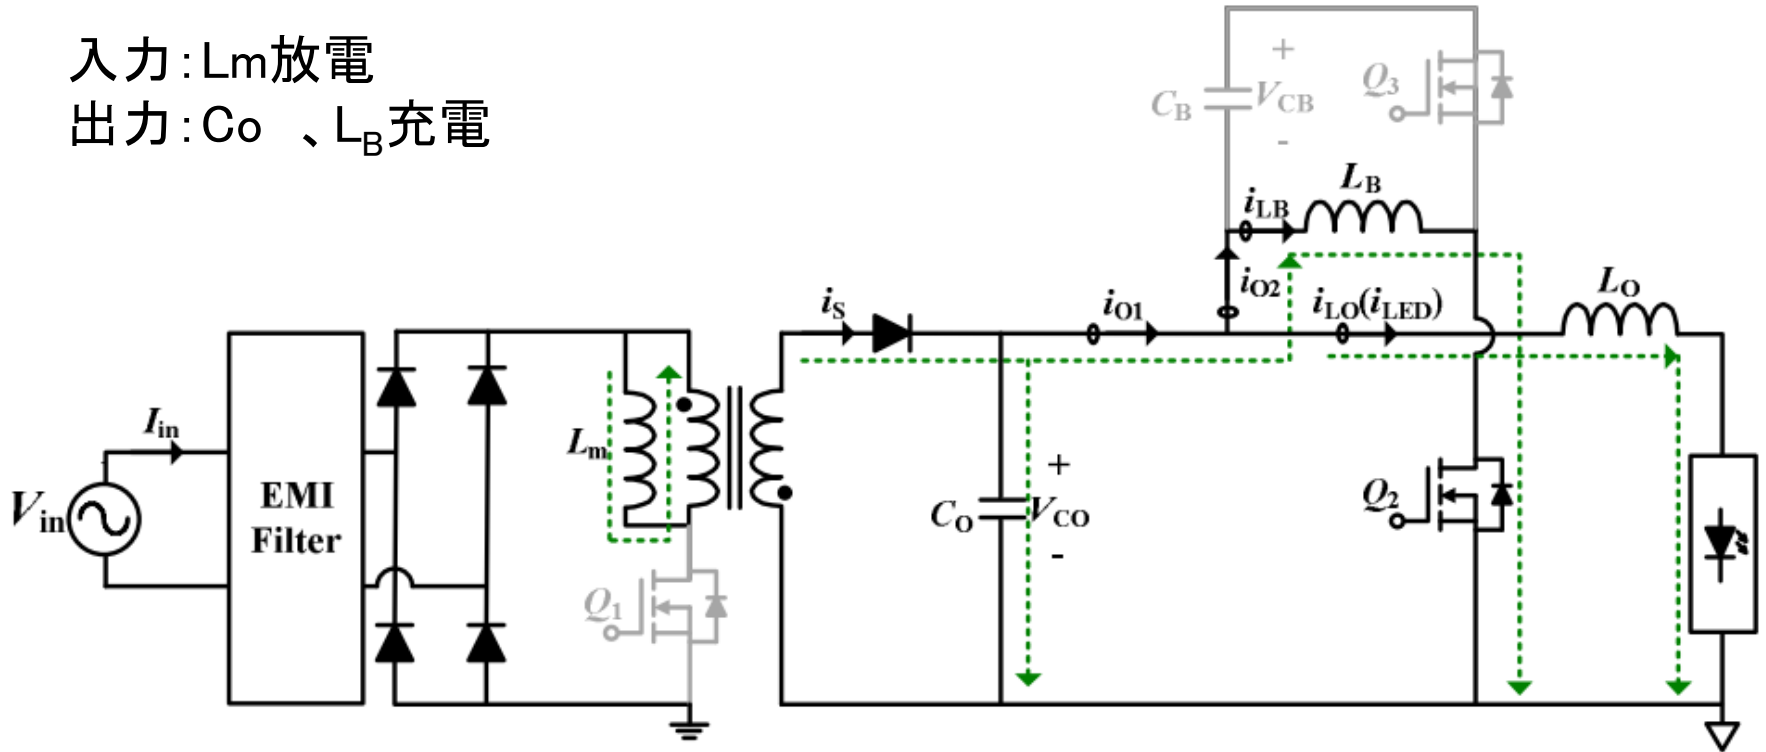 入力:Lm放電
出力:Co 、LB充電
+
CB
VCB
-
Q3
LB
iLB
iO2
iS
iO1
iLO(iLED)
LO
Iin
Vin
EMI
Filter
Lm
Q1
CO
+
VCO
-
Q2